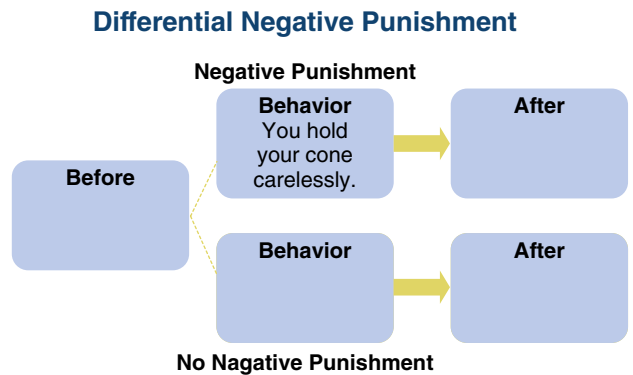 Differential Negative Punishment
Negative Punishment
Behavior
You hold
your cone
carelessly.
After
Before
Behavior
After
No Nagative Punishment